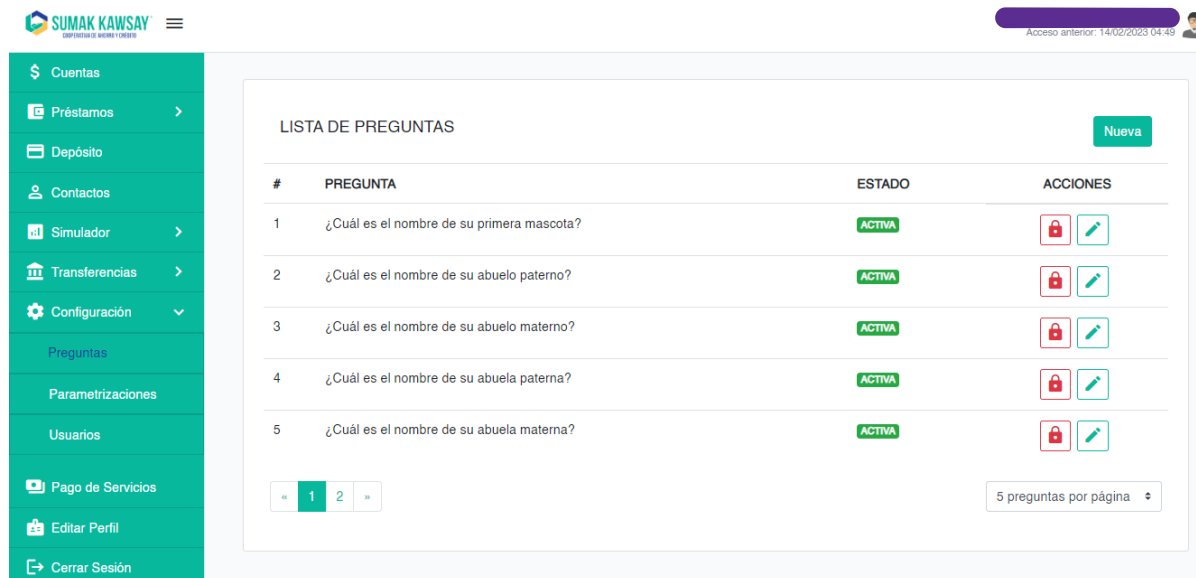 SUMAK KAWSAY
COOPERATIVA DE AHORRO Y CRÉDITO
Acceso anterior: 14/02/2023 04:49
Cuentas
Préstamos
Depósito
Contactos
Simulador
Transferencias
Configuración
Preguntas
Parametrizaciones
Usuarios
Pago de Servicios
Editar Perfil
Cerrar Sesión
LISTA DE PREGUNTAS
Nueva
# PREGUNTA ESTADO ACCIONES
1 ¿Cuál es el nombre de su primera mascota? ACTIVA
2 ¿Cuál es el nombre de su abuelo paterno? ACTIVA
3 ¿Cuál es el nombre de su abuelo materno? ACTIVA
4 ¿Cuál es el nombre de su abuela paterna? ACTIVA
5 ¿Cuál es el nombre de su abuela materna? ACTIVA
« 1 2 »
5 preguntas por página